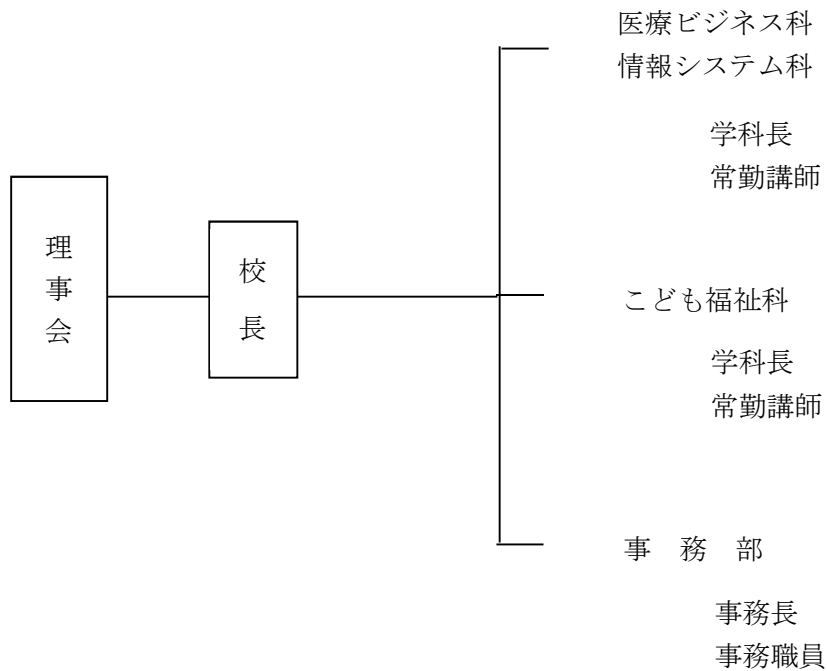 理事会
校長
医療ビジネス科
情報システム科
学科長
常勤講師
こども福祉科
学科長
常勤講師
事　務　部
事務長
事務職員